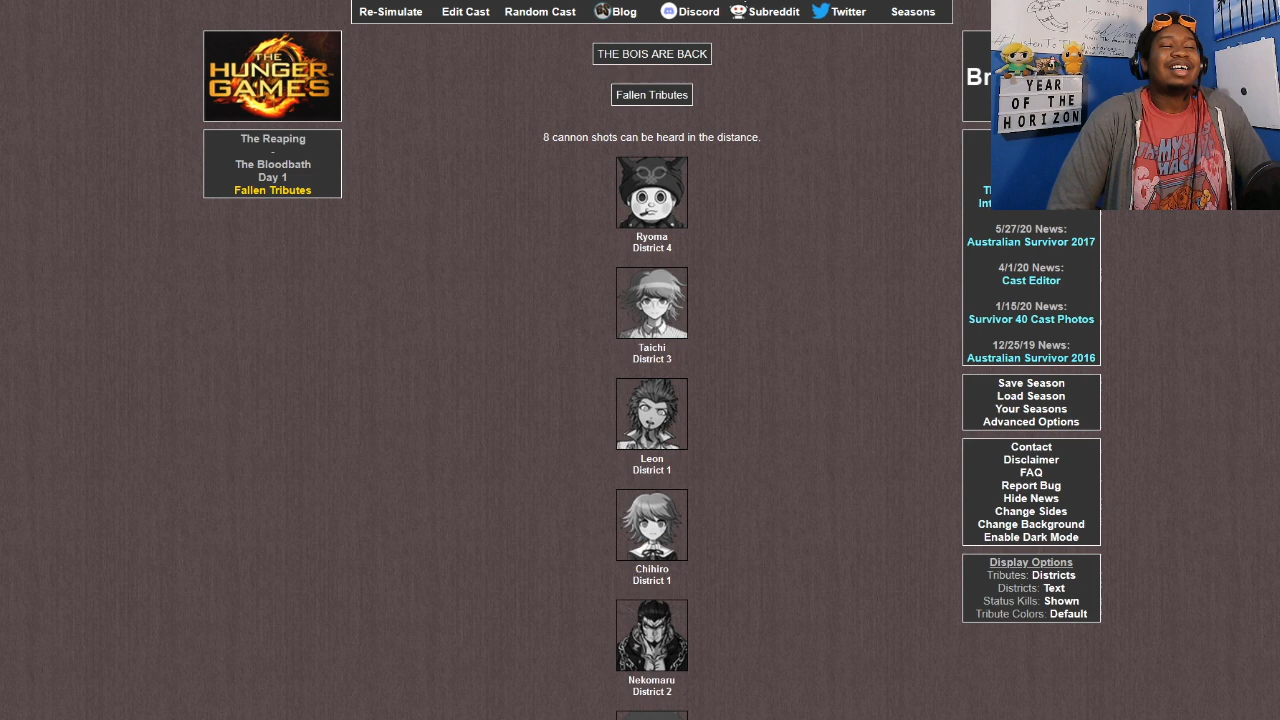 Re-Simulate Edit Cast Random Cast Blog Discord Subreddit Twitter Seasons
THE HUNGER GAMES
The Reaping
-
The Bloodbath
Day 1
Fallen Tributes
THE BOIS ARE BACK
Fallen Tributes
8 cannon shots can be heard in the distance.
Ryoma
District 4
Taichi
District 3
Leon
District 1
Chihiro
District 1
Nekomaru
District 2
YEAR
OF THE
HORIZON
5/27/20 News:
Australian Survivor 2017
4/1/20 News:
Cast Editor
1/15/20 News:
Survivor 40 Cast Photos
12/25/19 News:
Australian Survivor 2016
Save Season
Load Season
Your Seasons
Advanced Options
Contact
Disclaimer
FAQ
Report Bug
Hide News
Change Sides
Change Background
Enable Dark Mode
Display Options
Tributes: Districts
Districts: Text
Status Kills: Shown
Tribute Colors: Default